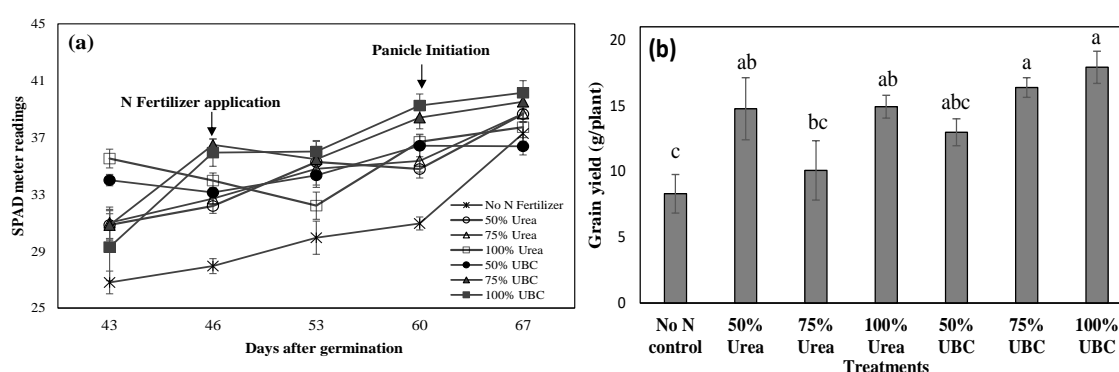 (a)
45
41
37
33
29
25
SPAD meter readings
N Fertilizer application
Panicle Initiation
No N Fertilizer
50% Urea
75% Urea
100% Urea
50% UBC
75% UBC
100% UBC
43 46 53 60 67
Days after germination
(b)
20
15
10
5
0
Grain yield (g/plant)
c ab bc ab abc a a
No N control
50% Urea
75% Urea
100% Urea
50% UBC
75% UBC
100% UBC
Treatments